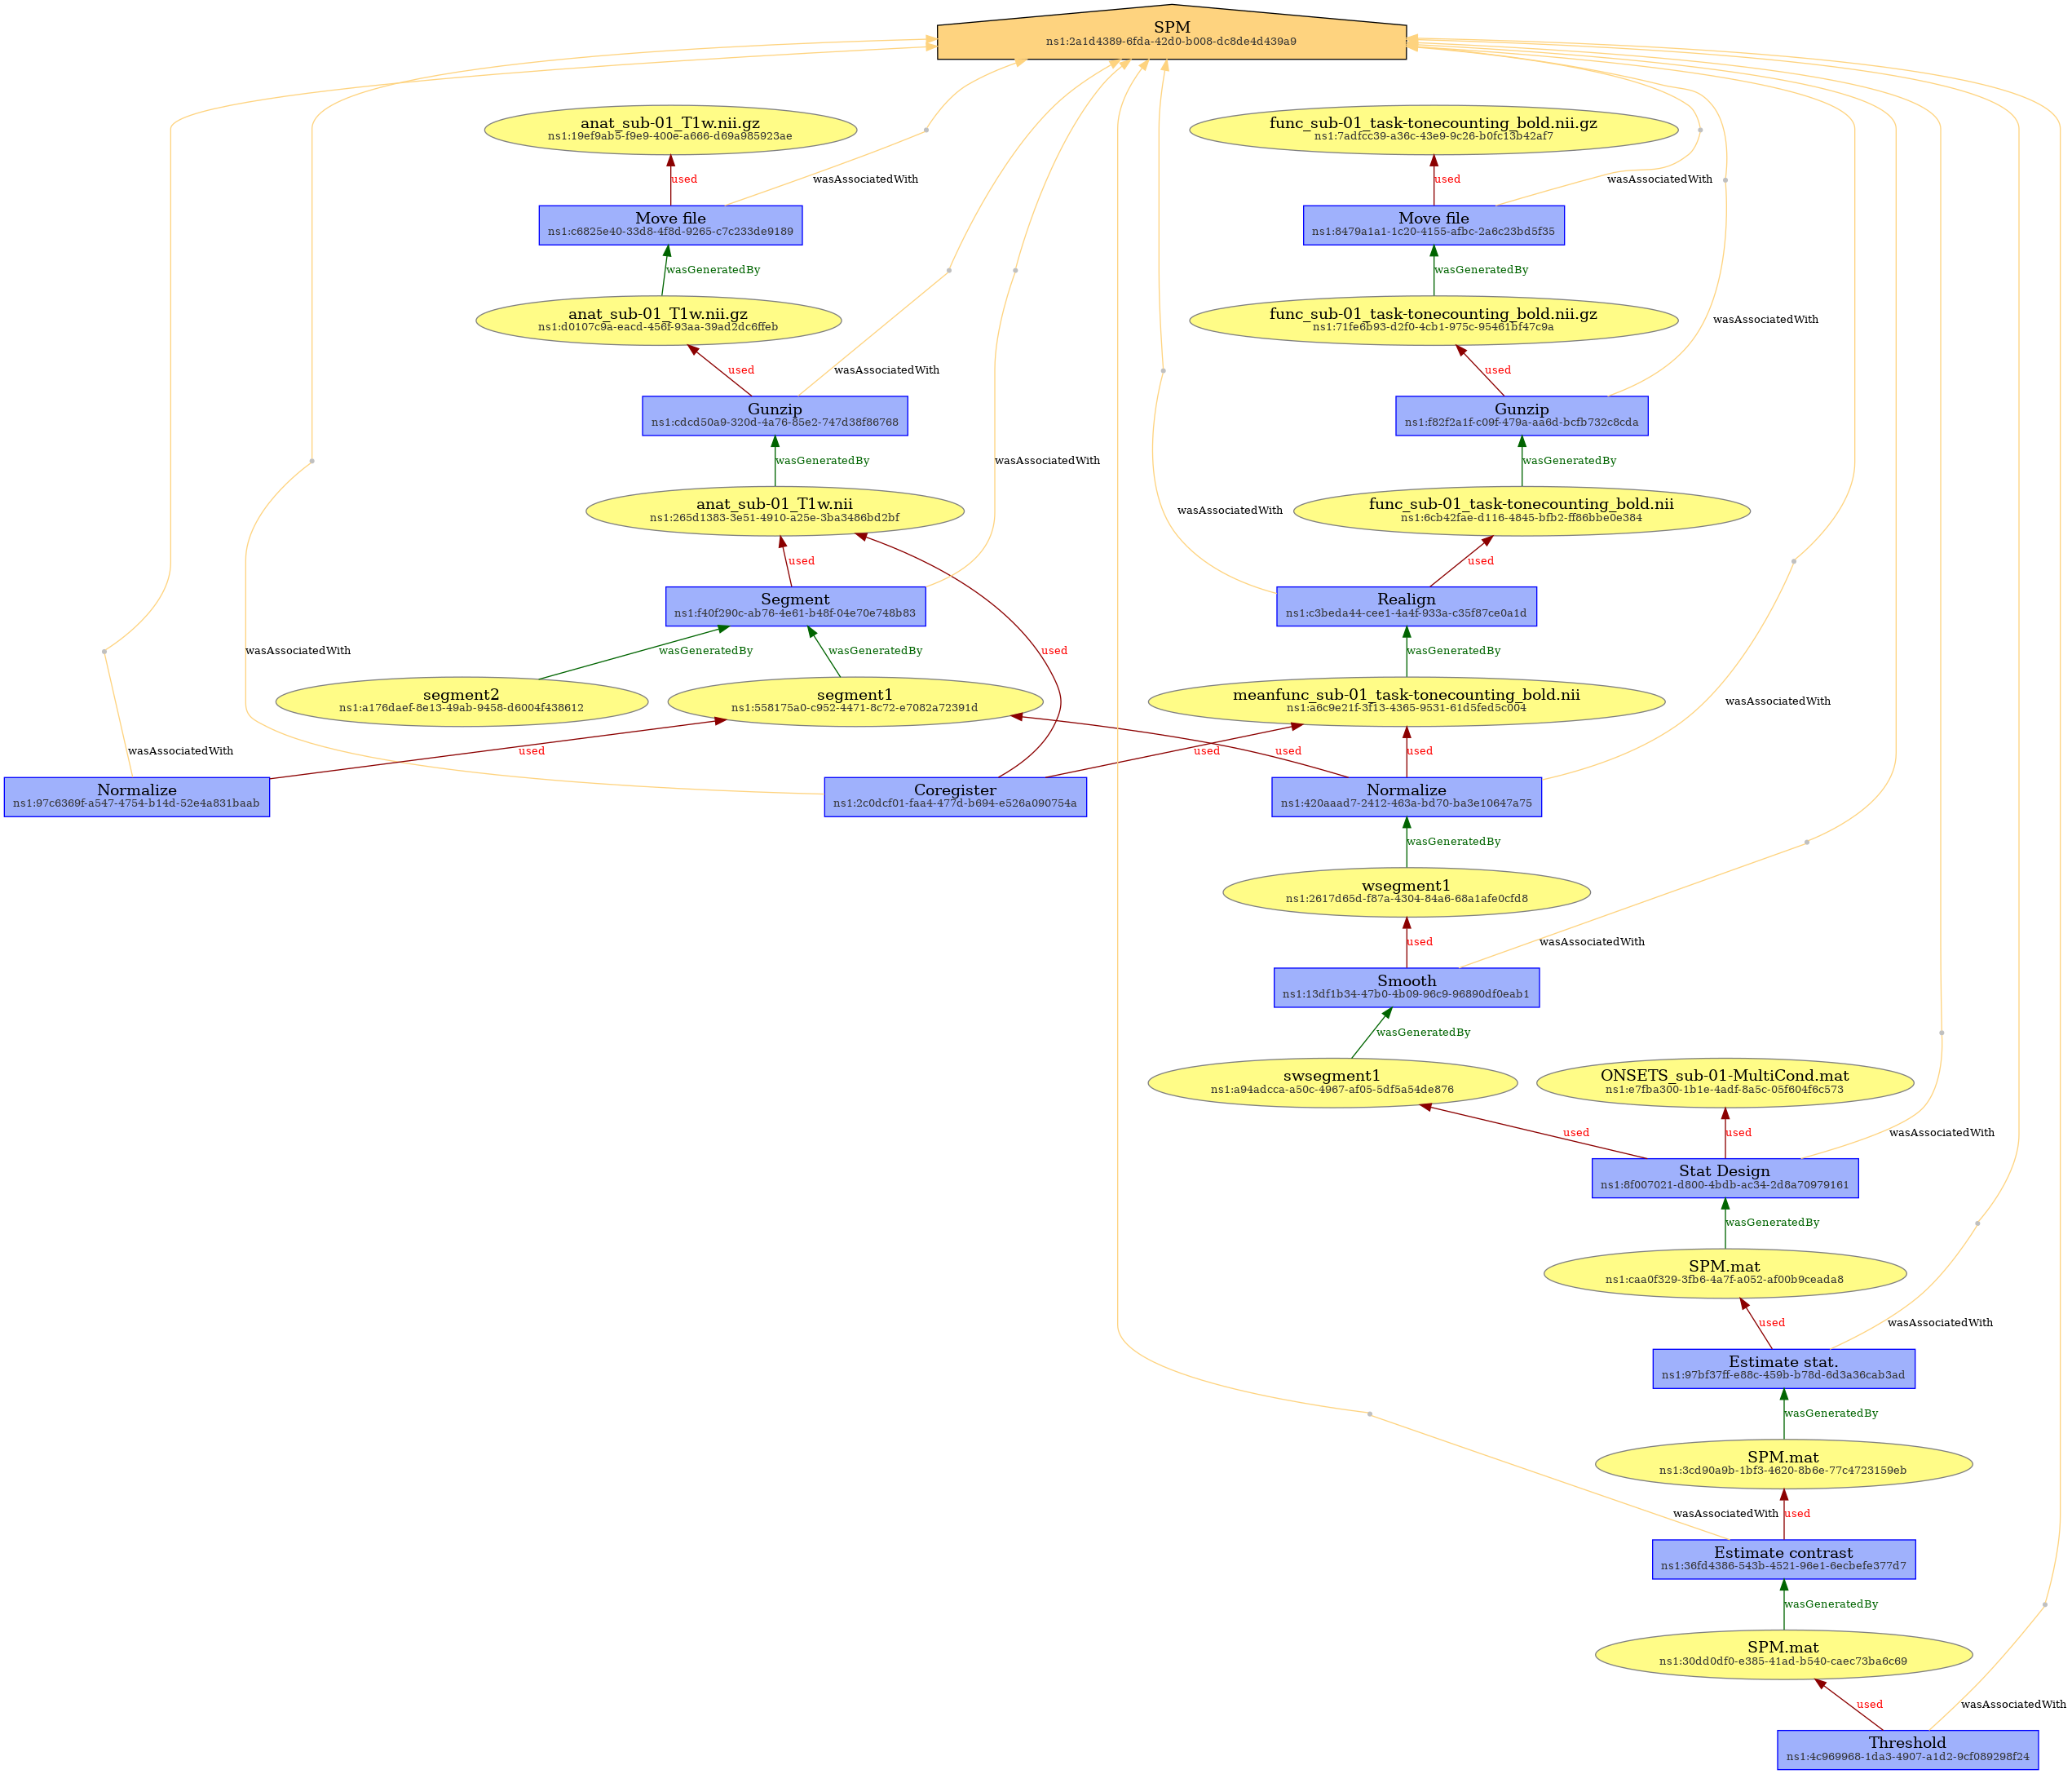 SPM
ns1:2a1d4389-6fda-42d0-b008-dc8de4d439a9
anat_sub-01_T1w.nii.gz
ns1:19ef9ab5-f9e9-400e-a666-d69a985923ae
func_sub-01_task-tonecounting_bold.nii.gz
ns1:7adfcc39-a36c-43e9-9c26-b0fc13b42af7
used
wasAssociatedWith
used
wasAssociatedWith
Move file
ns1:c6825e40-33d8-4f8d-9265-c7c233de9189
Move file
ns1:8479a1a1-1c20-4155-afbc-2a6c23bd5f35
wasGeneratedBy
wasGeneratedBy
anat_sub-01_T1w.nii.gz
ns1:d0107c9a-eacd-456f-93aa-39ad2dc6ffeb
func_sub-01_task-tonecounting_bold.nii.gz
ns1:71fe6b93-d2f0-4cb1-975c-95461bf47c9a
wasAssociatedWith
used
wasAssociatedWith
used
Gunzip
ns1:cdcd50a9-320d-4a76-85e2-747d38f86768
Gunzip
ns1:f82f2a1f-c09f-479a-aa6d-bcfb732c8cda
wasGeneratedBy
wasAssociatedWith
wasGeneratedBy
anat_sub-01_T1w.nii
ns1:265d1383-3e51-4910-a25e-3ba3486bd2bf
wasAssociatedWith
func_sub-01_task-tonecounting_bold.nii
ns1:6cb42fae-d116-4845-bfb2-ff86bbe0e384
used
used
Segment
ns1:f40f290c-ab76-4e61-b48f-04e70e748b83
Realign
ns1:c3beda44-cee1-4a4f-933a-c35f87ce0a1d
wasAssociatedWith
wasGeneratedBy
wasGeneratedBy
used
wasGeneratedBy
segment2
ns1:a176daef-8e13-49ab-9458-d6004f438612
segment1
ns1:558175a0-c952-4471-8c72-e7082a72391d
meanfunc_sub-01_task-tonecounting_bold.nii
ns1:a6c9e21f-3f13-4365-9531-61d5fed5c004
wasAssociatedWith
wasAssociatedWith
used
used
used
used
Normalize
ns1:97c6369f-a547-4754-b14d-52e4a831baab
Coregister
ns1:2c0dcf01-faa4-477d-b694-e526a090754a
Normalize
ns1:420aaad7-2412-463a-bd70-ba3e10647a75
wasGeneratedBy
wsegment1
ns1:2617d65d-f87a-4304-84a6-68a1afe0cfd8
used
wasAssociatedWith
Smooth
ns1:13df1b34-47b0-4b09-96c9-96890df0eab1
wasGeneratedBy
swsegment1
ns1:a94adcca-a50c-4967-af05-5df5a54de876
ONSETS_sub-01-MultiCond.mat
ns1:e7fba300-1b1e-4adf-8a5c-05f604f6c573
used
used
wasAssociatedWith
Stat Design
ns1:8f007021-d800-4bdb-ac34-2d8a70979161
wasGeneratedBy
SPM.mat
ns1:caa0f329-3fb6-4a7f-a052-af00b9ceada8
used
wasAssociatedWith
Estimate stat.
ns1:97bf37ff-e88c-459b-b78d-6d3a36cab3ad
wasGeneratedBy
SPM.mat
ns1:3cd90a9b-1bf3-4620-8b6e-77c4723159eb
wasAssociatedWith
used
Estimate contrast
ns1:36fd4386-543b-4521-96e1-6ecbefe377d7
wasGeneratedBy
SPM.mat
ns1:30dd0df0-e385-41ad-b540-caec73ba6c69
used
wasAssociatedWith
Threshold
ns1:4c969968-1da3-4907-a1d2-9cf089298f24